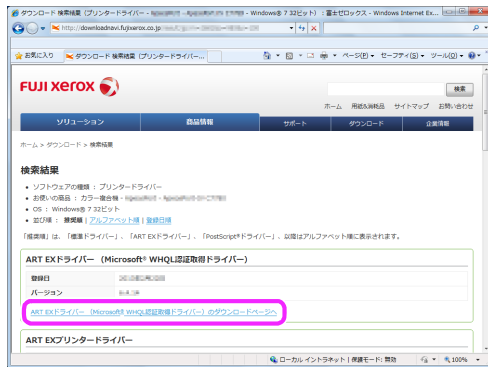 ダウンロード 検索結果 (プリンタードライバー - Windows® 7 32ビット) : 富士ゼロックス - Windows Internet Ex...
http://downloadnavi.fujixerox.co.jp
お気に入り ダウンロード 検索結果 (プリンタードライバー... ページ(P) セーフティ(S) ツール(O)
FUJI xerox
検索
ホーム 用紙&消耗品 サイトマップ お問い合わせ
ソリューション 商品情報 サポート ダウンロード 企業情報
ホーム > ダウンロード > 検索結果
検索結果
• ソフトウェアの種類 : プリンタードライバー
• お使いの商品 : カラー複合機 -
• OS : Windows® 7 32ビット
• 並び順 : 推奨順 | アルファベット順 | 登録日順
「推奨順」は、「標準ドライバー」、「ART EXドライバー」、「PostScript®ドライバー」、以降はアルファベット順に表示されます。
ART EXドライバー (Microsoft® WHQL認証取得ドライバー)
登録日
バージョン
ART EXドライバー (Microsoft® WHQL認証取得ドライバー) のダウンロードページへ
ART EXプリンタードライバー
ローカル イントラネット | 保護モード: 無効 100%